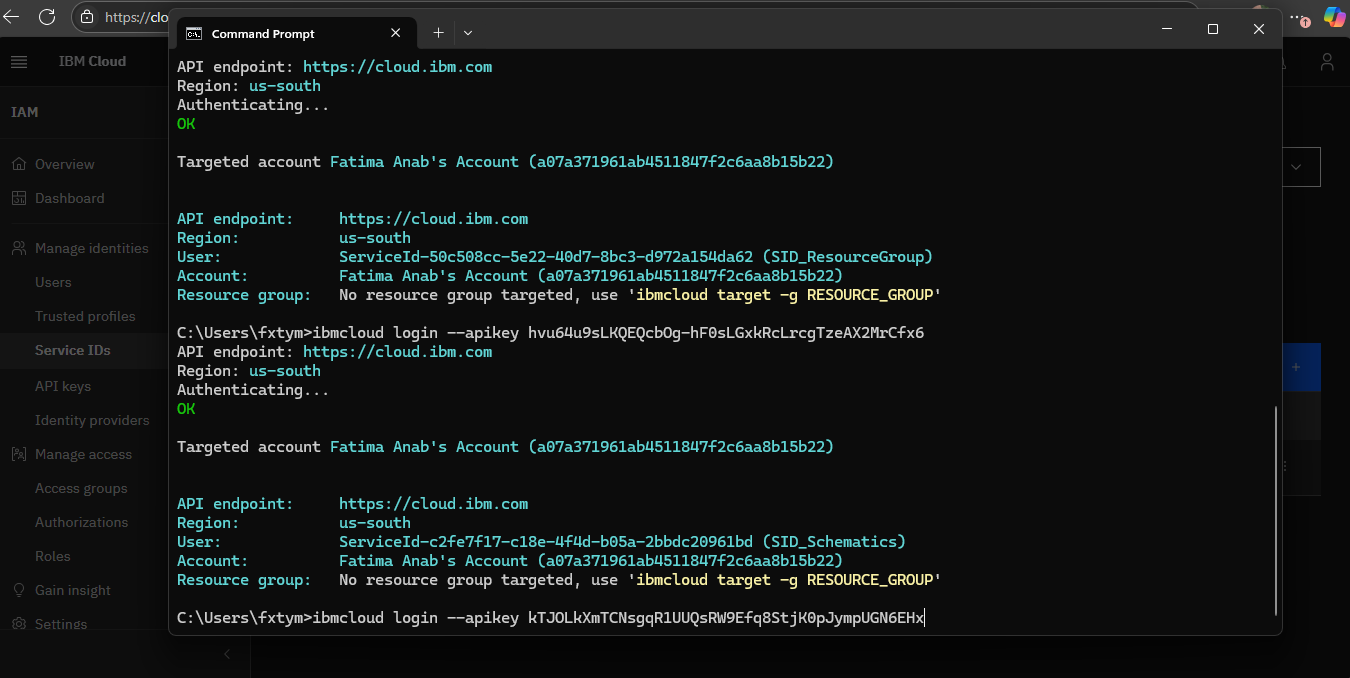 https://clo
Command Prompt
IBM Cloud
IAM
Overview
Dashboard
Manage identities
Users
Trusted profiles
Service IDs
API keys
Identity providers
Manage access
Access groups
Authorizations
Roles
Gain insight
Settings
API endpoint: https://cloud.ibm.com
Region: us-south
Authenticating...
OK
Targeted account Fatima Anab's Account (a07a371961ab4511847f2c6aa8b15b22)
API endpoint: https://cloud.ibm.com
Region: us-south
User: ServiceId-50c508cc-5e22-40d7-8bc3-d972a154da62 (SID_ResourceGroup)
Account: Fatima Anab's Account (a07a371961ab4511847f2c6aa8b15b22)
Resource group: No resource group targeted, use 'ibmcloud target -g RESOURCE_GROUP'
C:\Users\fxtym>ibmcloud login --apikey hvu64u9sLKQEQcbOg-hF0sLGxkRcLrcgTzeAX2MrCfx6
API endpoint: https://cloud.ibm.com
Region: us-south
Authenticating...
OK
Targeted account Fatima Anab's Account (a07a371961ab4511847f2c6aa8b15b22)
API endpoint: https://cloud.ibm.com
Region: us-south
User: ServiceId-c2fe7f17-c18e-4f4d-b05a-2bbdc20961bd (SID_Schematics)
Account: Fatima Anab's Account (a07a371961ab4511847f2c6aa8b15b22)
Resource group: No resource group targeted, use 'ibmcloud target -g RESOURCE_GROUP'
C:\Users\fxtym>ibmcloud login --apikey kTJOLkXmTCNsgqR1UUQsRW9Efq8StjK0pJympUGN6EHx